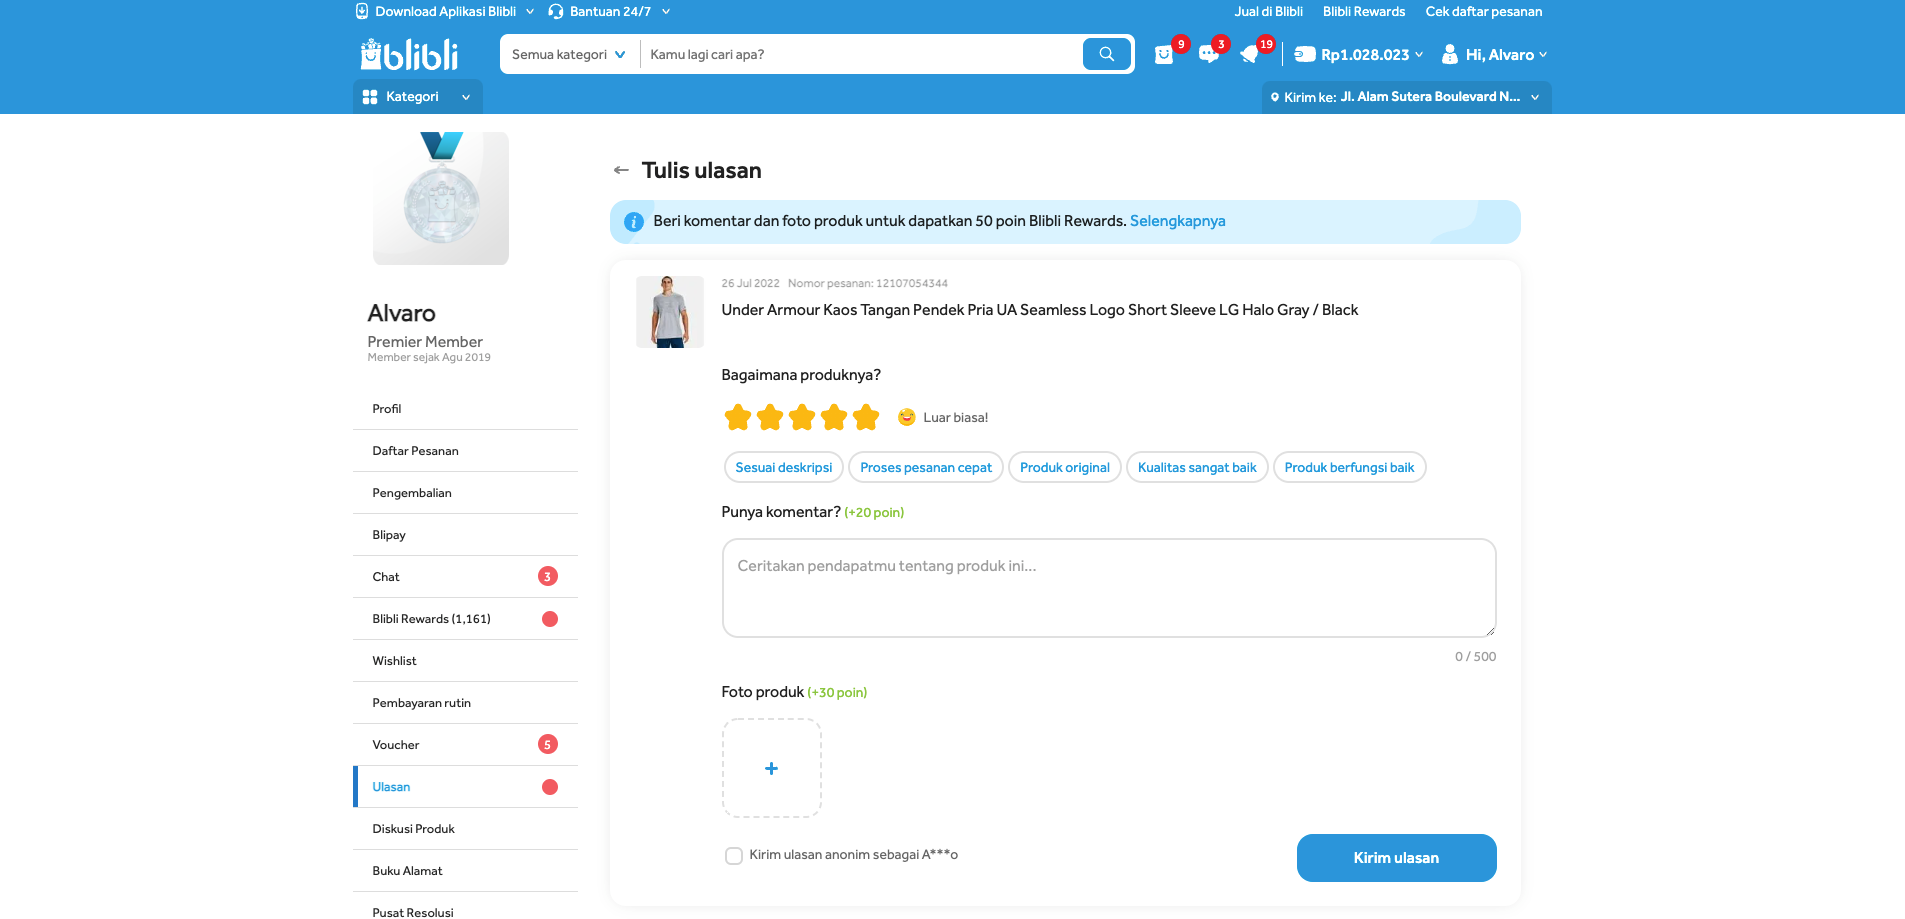 Download Aplikasi Blibli
Bantuan 24/7
Jual di Blibli
Blibli Rewards
Cek daftar pesanan
blibli
Semua kategori
Kamu lagi cari apa?
9
3
19
Rp1.028.023
Hi, Alvaro
Kategori
Kirim ke: Jl. Alam Sutera Boulevard N...
Alvaro
Premier Member
Member sejak Agu 2019
Profil
Daftar Pesanan
Pengembalian
Blipay
Chat
3
Blibli Rewards (1,161)
Wishlist
Pembayaran rutin
Voucher
5
Ulasan
Diskusi Produk
Buku Alamat
Pusat Resolusi
Tulis ulasan
Beri komentar dan foto produk untuk dapatkan 50 poin Blibli Rewards. Selengkapnya
26 Jul 2022 Nomor pesanan: 12107054344
Under Armour Kaos Tangan Pendek Pria UA Seamless Logo Short Sleeve LG Halo Gray / Black
Bagaimana produknya?
Luar biasa!
Sesuai deskripsi
Proses pesanan cepat
Produk original
Kualitas sangat baik
Produk berfungsi baik
Punya komentar? (+20 poin)
Ceritakan pendapatmu tentang produk ini...
0 / 500
Foto produk (+30 poin)
+
Kirim ulasan anonim sebagai A***o
Kirim ulasan